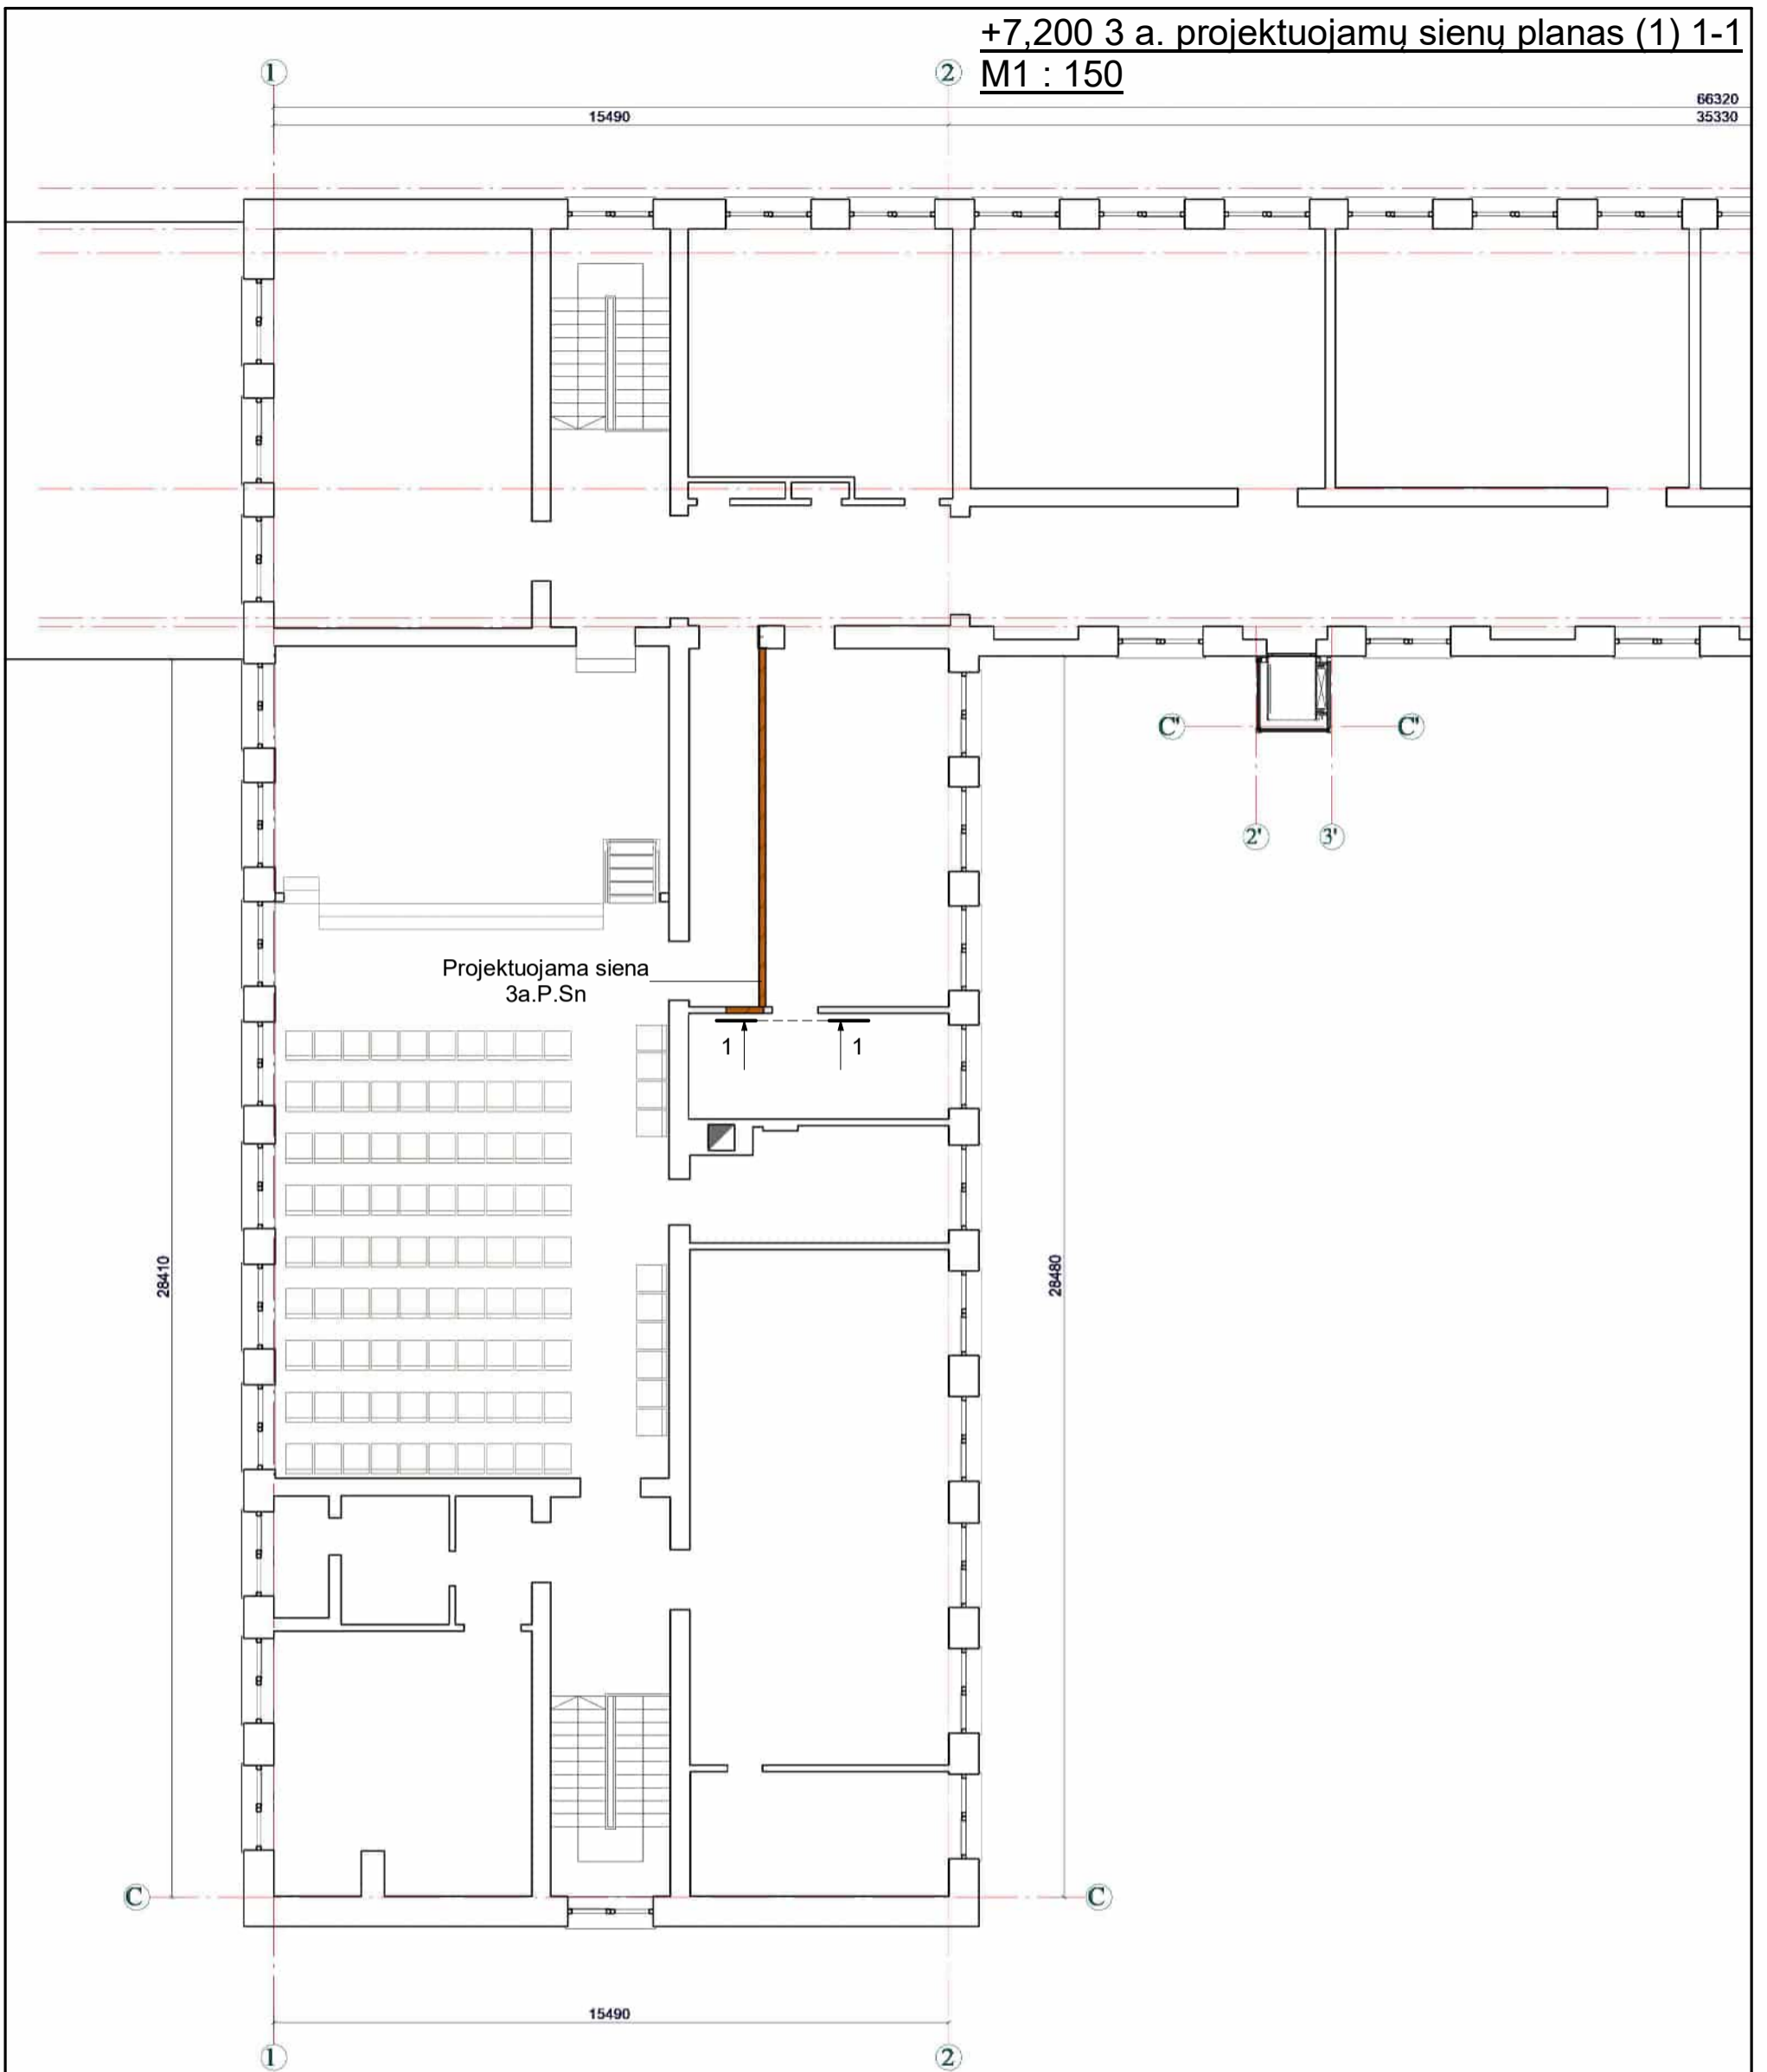 +7,200 3 a. projektuojamų sienų planas (1) 1-1
M1 : 150
1
2
66320
15490
35330
C"
C"
2'
3'
Projektuojama siena
3a.P.Sn
1
1
28410
28480
C
C
15490
1
2